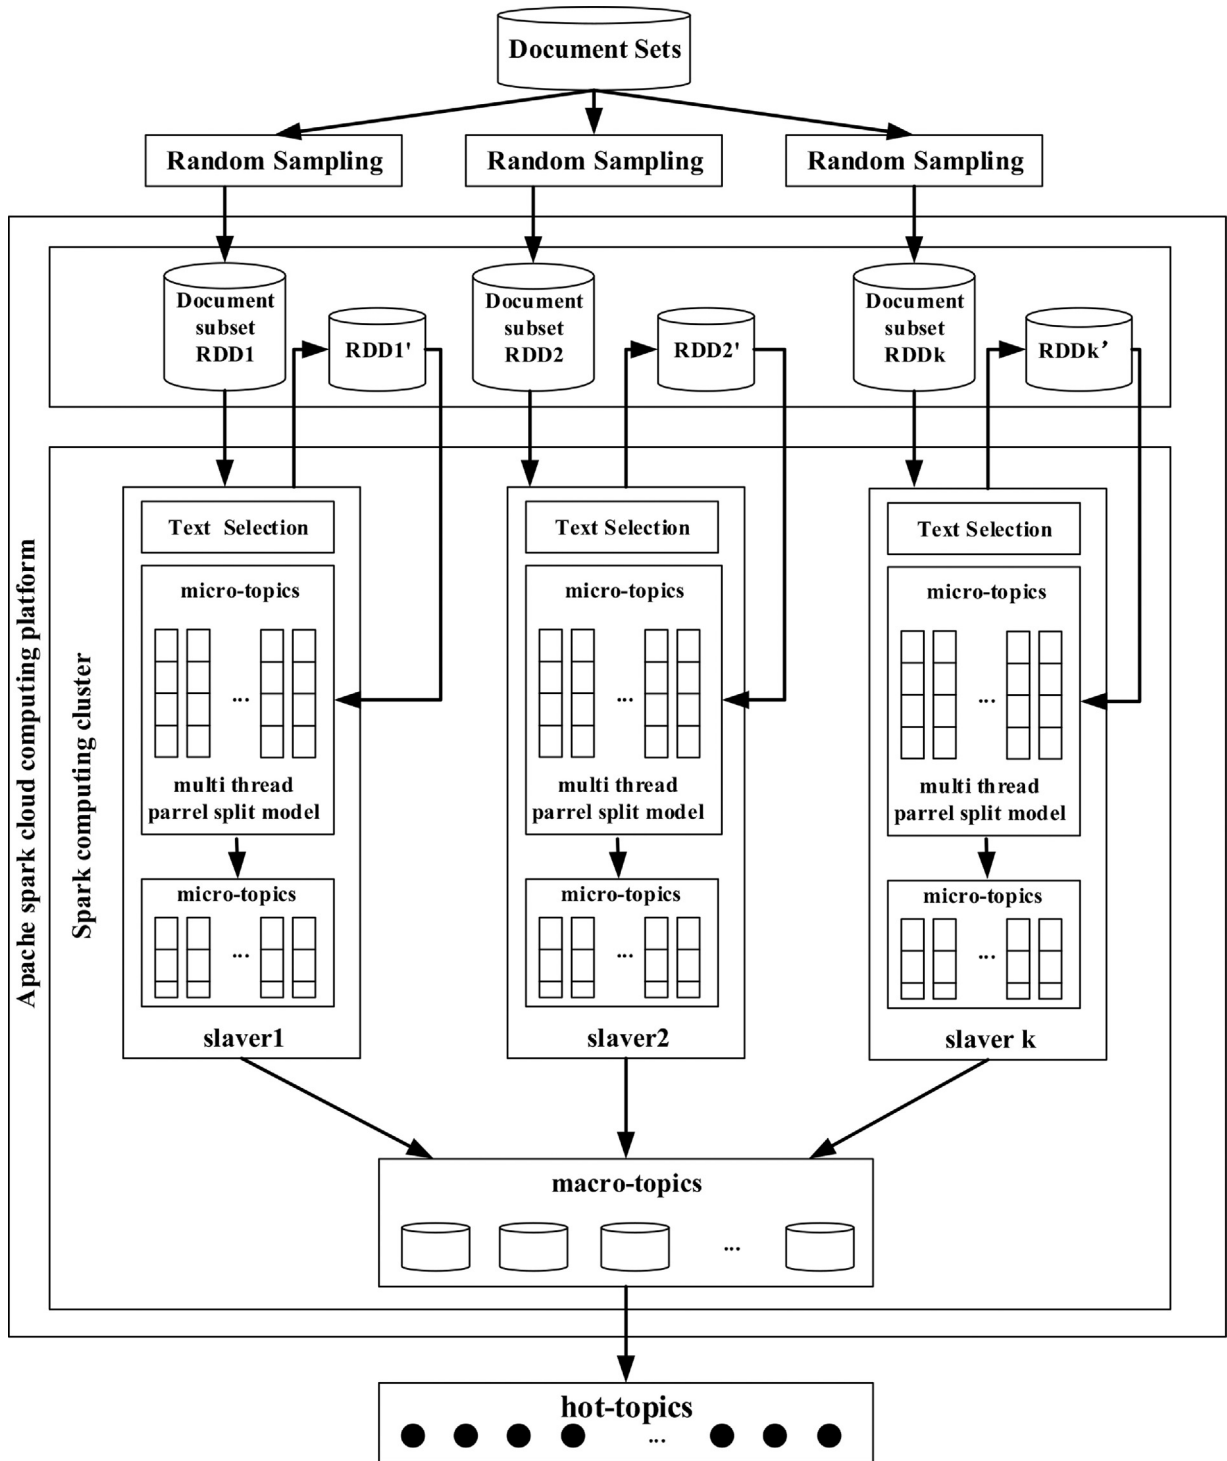 Document Sets
Random Sampling
Random Sampling
Random Sampling
Document
subset
RDD1
RDD1'
Document
subset
RDD2
RDD2'
Document
subset
RDDk
RDDk’
Apache spark cloud computing platform
Spark computing cluster
Text Selection
micro-topics
...
multi thread
parrel split model
micro-topics
...
slaver1
Text Selection
micro-topics
...
multi thread
parrel split model
micro-topics
...
slaver2
Text Selection
micro-topics
...
multi thread
parrel split model
micro-topics
...
slaver k
macro-topics
...
hot-topics
...